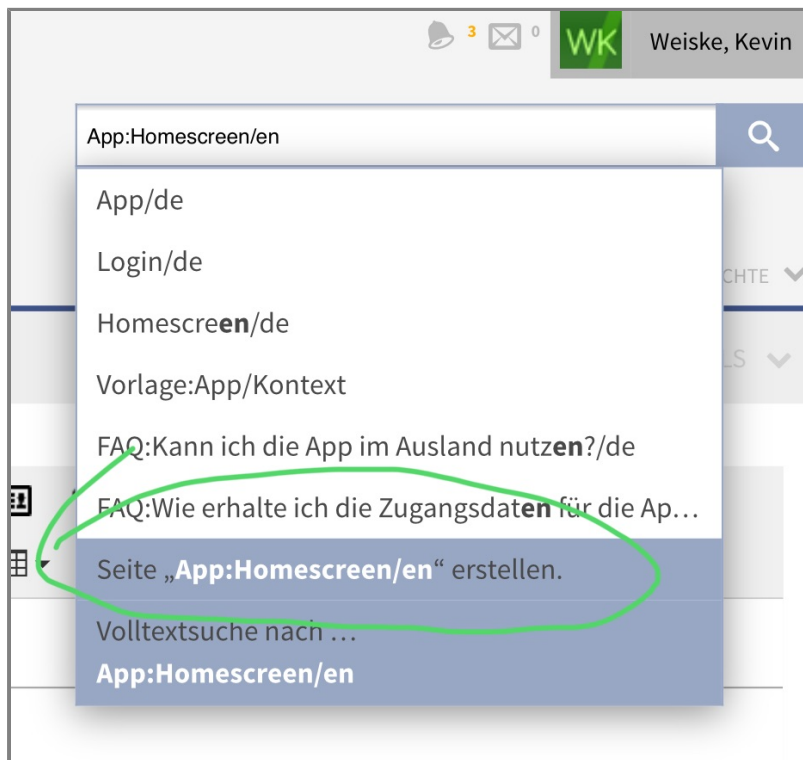 3 0 WK Weiske, Kevin
App:Homescreen/en
App/de
Login/de
CHTE
Homescreen/de
LS
Vorlage:App/Kontext
FAQ:Kann ich die App im Ausland nutzen?/de
FAQ:Wie erhalte ich die Zugangsdaten für die Ap…
Seite „App:Homescreen/en“ erstellen.
Volltextsuche nach …
App:Homescreen/en